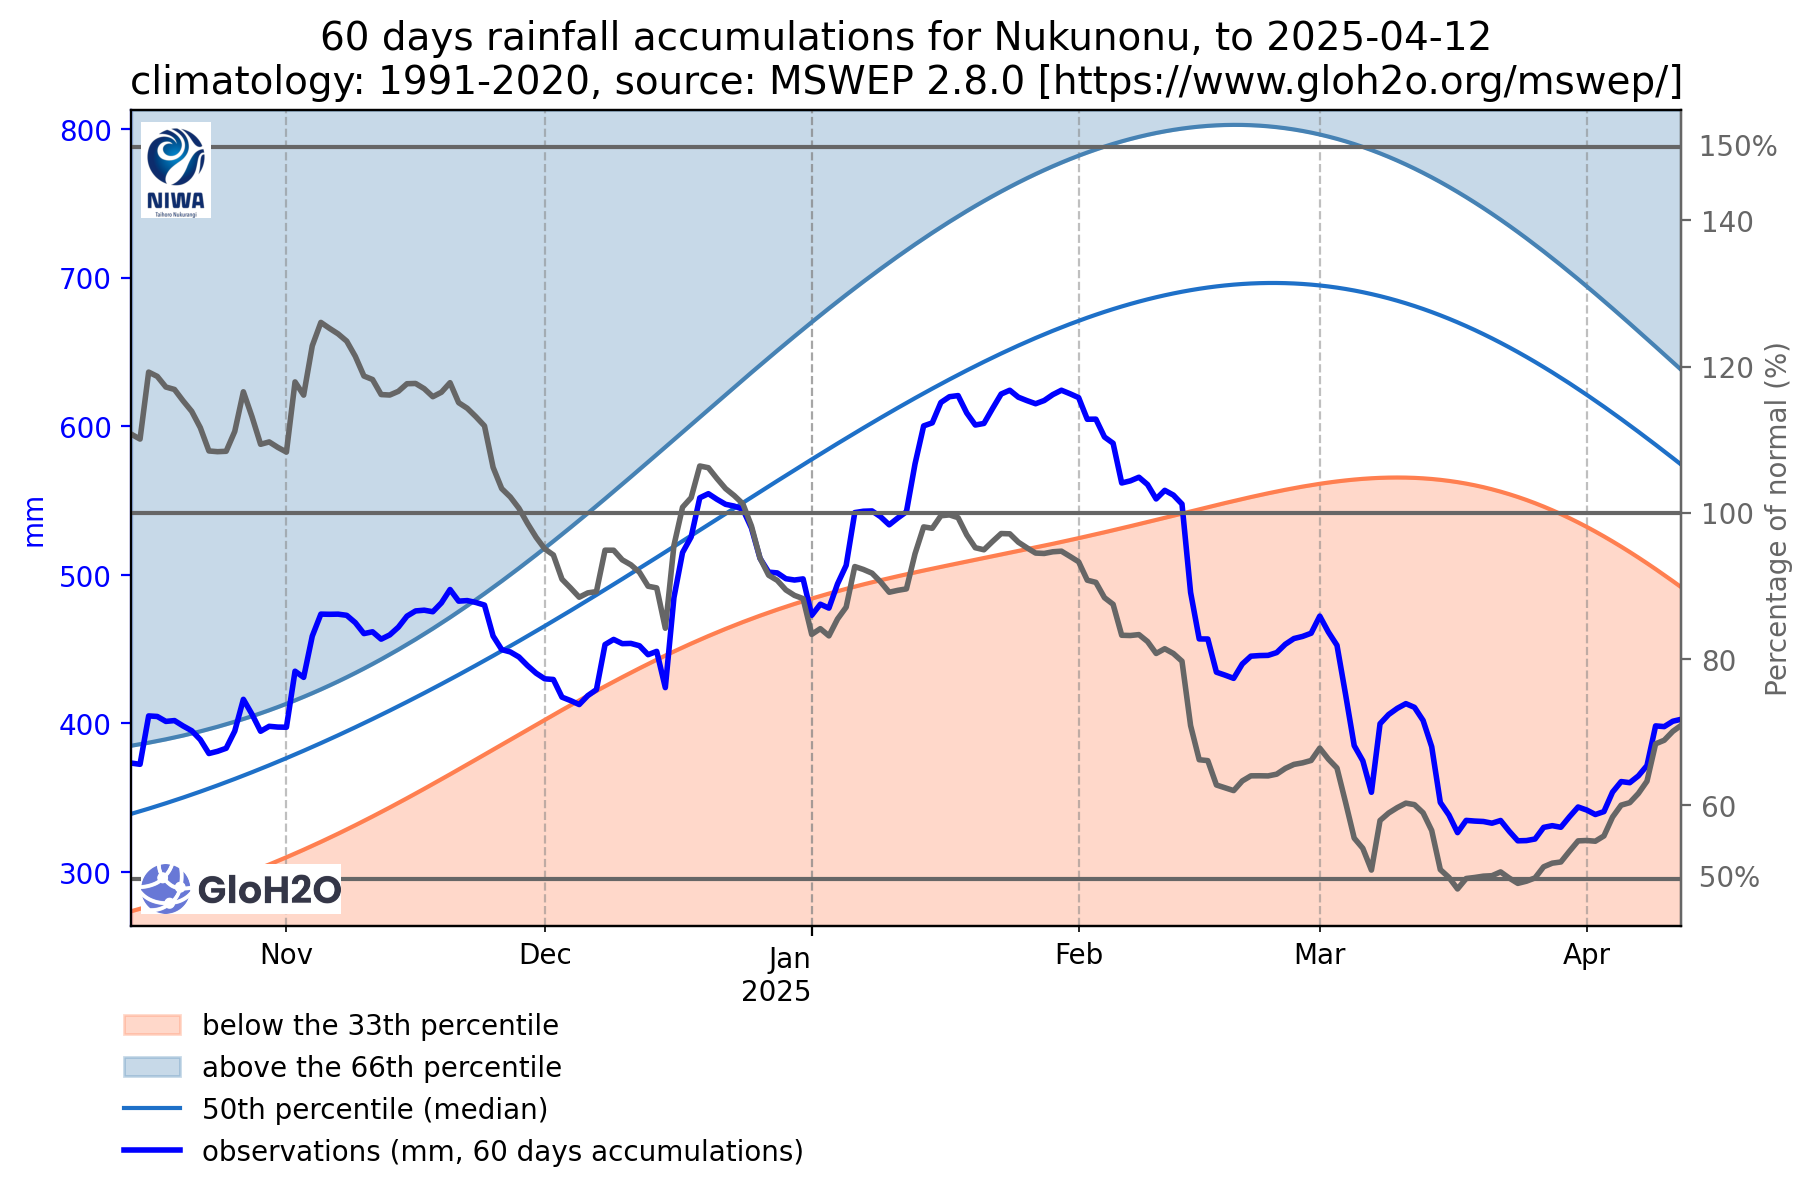 60 days rainfall accumulations for Nukunonu, to 2025-04-12
climatology: 1991-2020, source: MSWEP 2.8.0 [https://www.gloh2o.org/mswep/]
800
700
600
500
400
300
mm
NIWA
Taihoro Nukurangi
GloH2O
150%
140
120
100
80
60
50%
Percentage of normal (%)
Nov
Dec
Jan
2025
Feb
Mar
Apr
below the 33th percentile
above the 66th percentile
50th percentile (median)
observations (mm, 60 days accumulations)